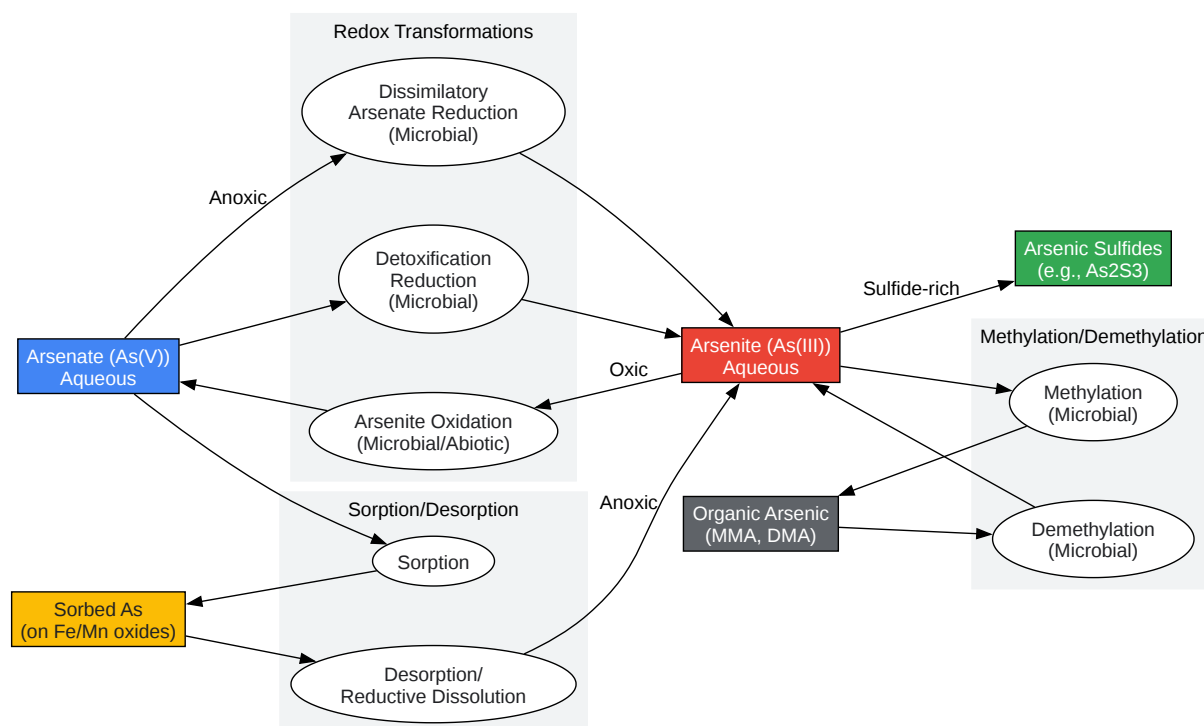 Redox Transformations
Dissimilatory
Arsenate Reduction
(Microbial)
Anoxic
Detoxification
Reduction
(Microbial)
Arsenic Sulfides
(e.g., As2S3)
Sulfide-rich
Arsenate (As(V))
Aqueous
Arsenite (As(III))
Aqueous
Methylation/Demethylation
Oxic
Arsenite Oxidation
(Microbial/Abiotic)
Methylation
(Microbial)
Sorption/Desorption
Anoxic
Organic Arsenic
(MMA, DMA)
Demethylation
(Microbial)
Sorption
Sorbed As
(on Fe/Mn oxides)
Desorption/
Reductive Dissolution